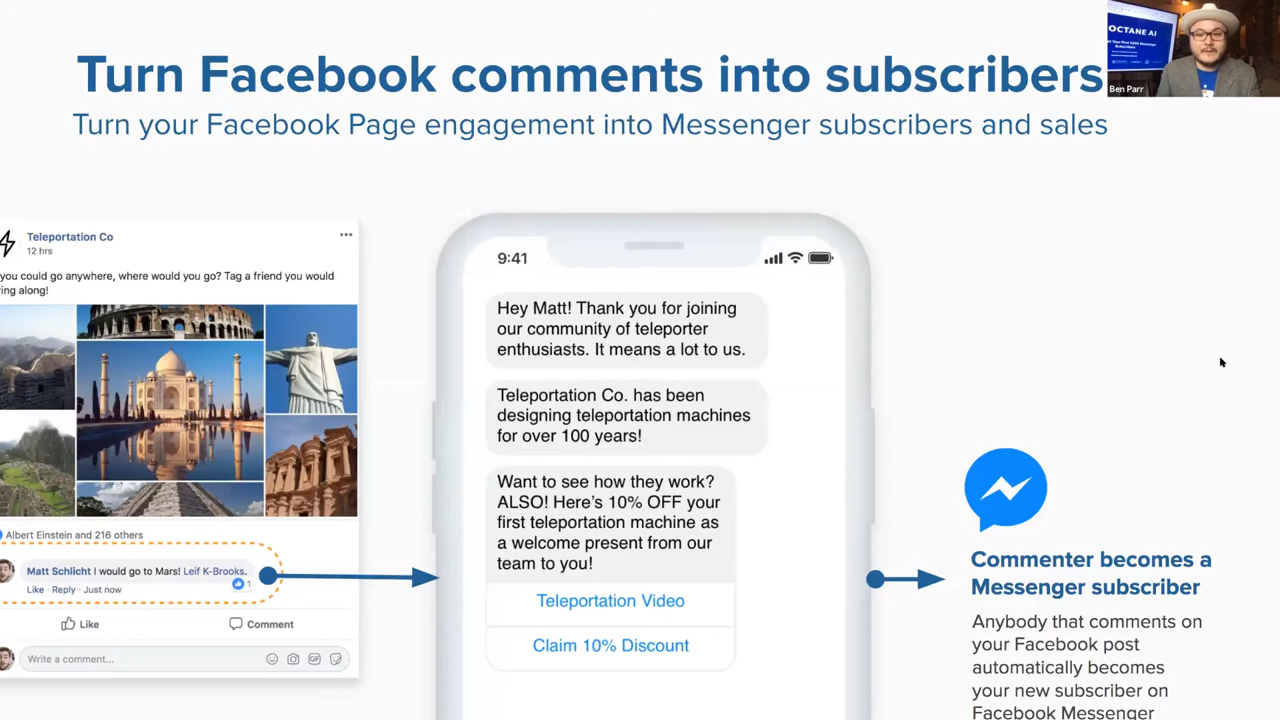 Turn Facebook comments into subscribers
Turn your Facebook Page engagement into Messenger subscribers and sales
OCTANE AI
Ben Parr
Teleportation Co
12 hrs
you could go anywhere, where would you go? Tag a friend you would
ing along!
Albert Einstein and 216 others
Matt Schlicht I would go to Mars! Leif K-Brooks.
1
Like · Reply · Just now
Like
Comment
Write a comment...
GIF
9:41
Hey Matt! Thank you for joining
our community of teleporter
enthusiasts. It means a lot to us.
Teleportation Co. has been
designing teleportation machines
for over 100 years!
Want to see how they work?
ALSO! Here's 10% OFF your
first teleportation machine as
a welcome present from our
team to you!
Teleportation Video
Claim 10% Discount
Commenter becomes a
Messenger subscriber
Anybody that comments on
your Facebook post
automatically becomes
your new subscriber on
Facebook Messenger